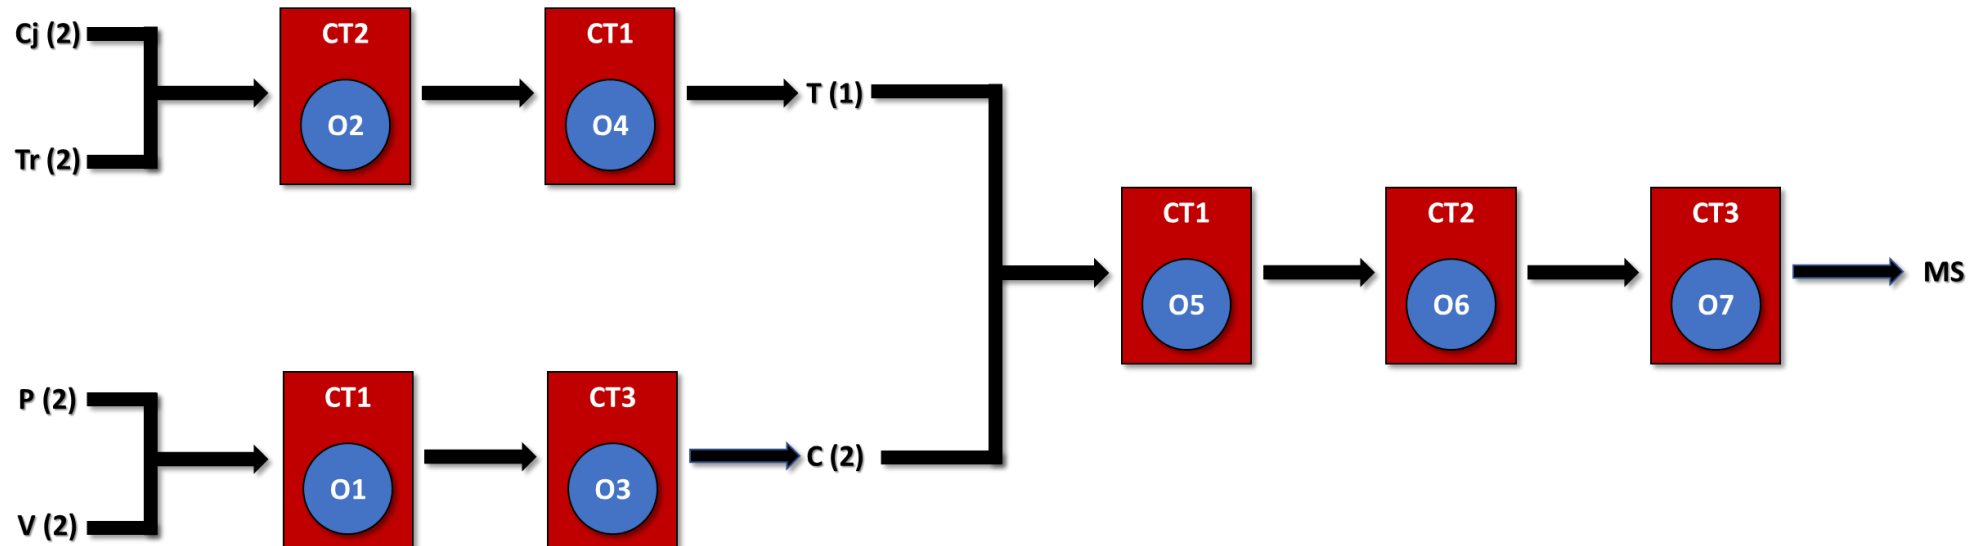 Cj (2)
Tr (2)
CT2
O2
CT1
O4
T (1)
P (2)
V (2)
CT1
O1
CT3
O3
C (2)
CT1
O5
CT2
O6
CT3
O7
MS